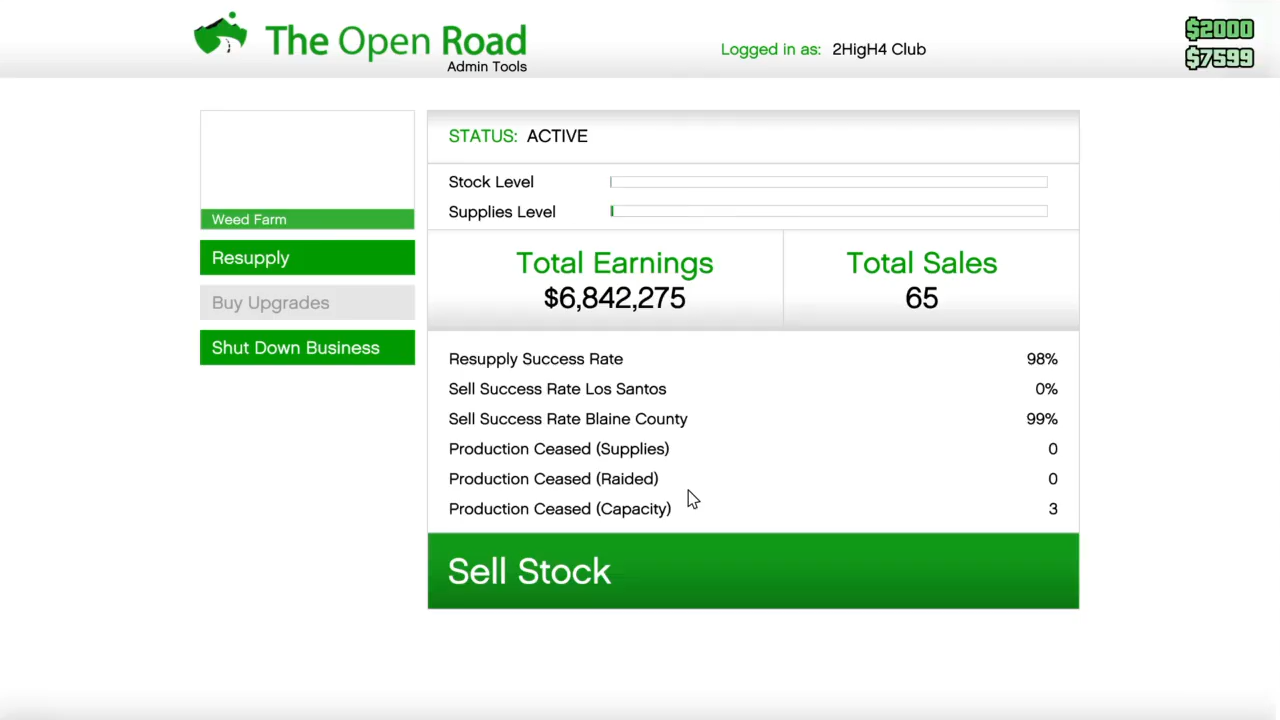 The Open Road
Admin Tools
Logged in as: 2HigH4 Club
$2000
$7599
Weed Farm
Resupply
Buy Upgrades
Shut Down Business
STATUS: ACTIVE
Stock Level
Supplies Level
Total Earnings
$6,842,275
Total Sales
65
Resupply Success Rate 98%
Sell Success Rate Los Santos 0%
Sell Success Rate Blaine County 99%
Production Ceased (Supplies) 0
Production Ceased (Raided) 0
Production Ceased (Capacity) 3
Sell Stock